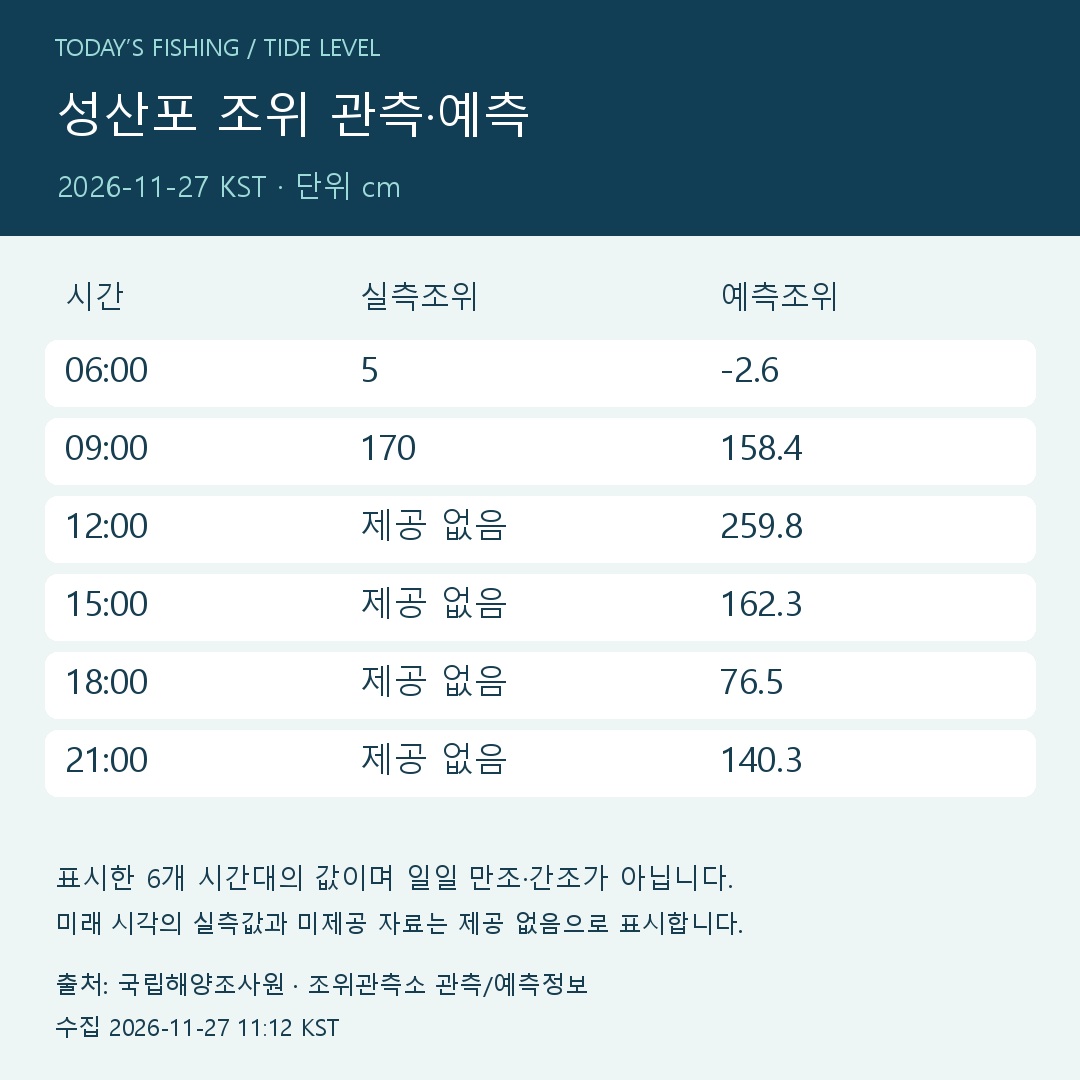 TODAY'S FISHING / TIDE LEVEL
성산포 조위 관측·예측
2026-11-27 KST · 단위 cm
시간 실측조위 예측조위
06:00 5 -2.6
09:00 170 158.4
12:00 제공 없음 259.8
15:00 제공 없음 162.3
18:00 제공 없음 76.5
21:00 제공 없음 140.3
표시한 6개 시간대의 값이며 일일 만조·간조가 아닙니다.
미래 시각의 실측값과 미제공 자료는 제공 없음으로 표시합니다.
출처: 국립해양조사원 · 조위관측소 관측/예측정보
수집 2026-11-27 11:12 KST